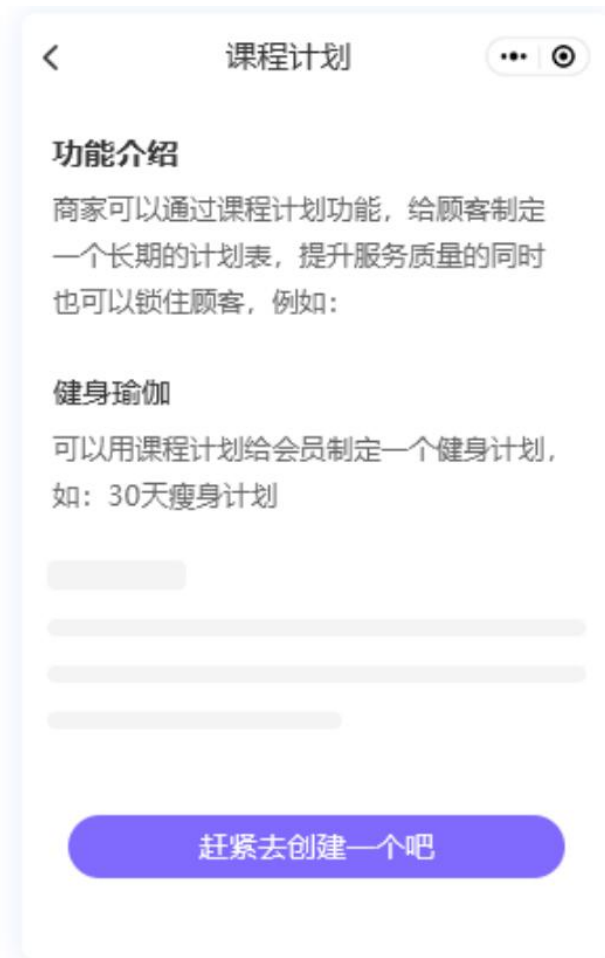 课程计划
功能介绍
商家可以通过课程计划功能，给顾客制定
一个长期的计划表，提升服务质量的同时
也可以锁住顾客，例如：
健身瑜伽
可以用课程计划给会员制定一个健身计划，
如：30天瘦身计划
赶紧去创建一个吧